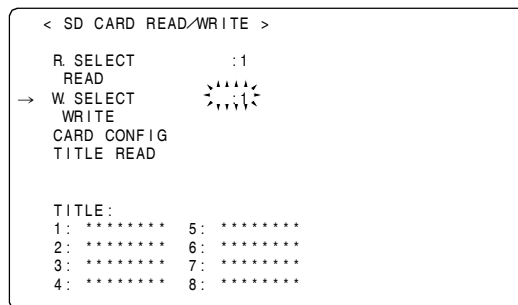 < SD CARD READ/WRITE >
R. SELECT :1
READ
→ W. SELECT :1
WRITE
CARD CONFIG
TITLE READ
TITLE:
1: ******** 5: ********
2: ******** 6: ********
3: ******** 7: ********
4: ******** 8: ********